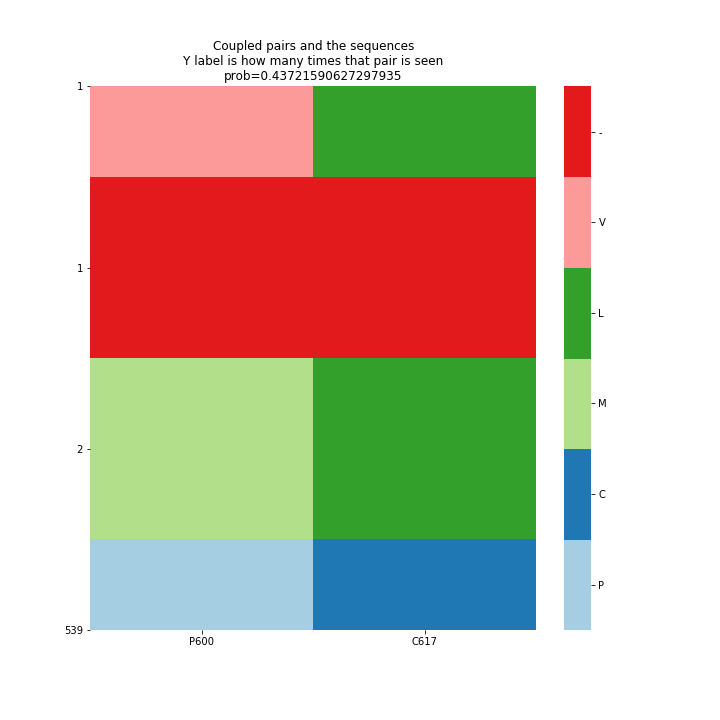 Coupled pairs and the sequences
Y label is how many times that pair is seen
prob=0.43721590627297935
1
1
2
539
P600
C617
-
V
L
M
C
P